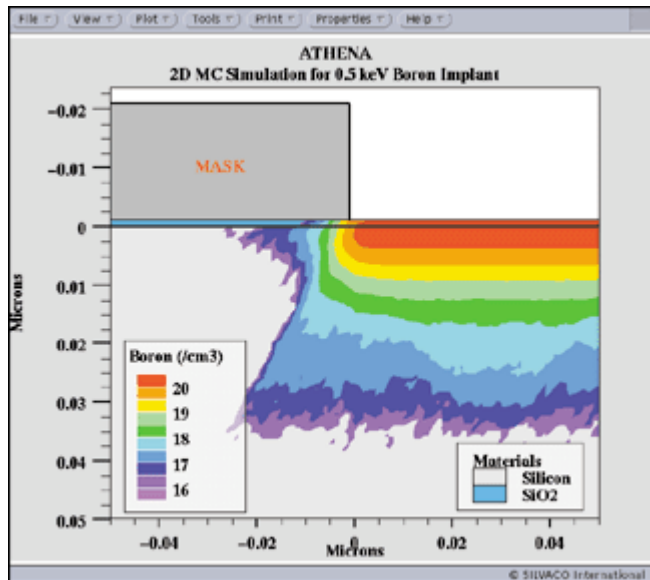 File View Plot Tools Print Properties Help
ATHENA
2D MC Simulation for 0.5 keV Boron Implant
−0.02
−0.01
0
0.01
0.02
0.03
0.04
0.05
Microns
MASK
Boron (/cm3)
20
19
18
17
16
Materials
Silicon
SiO2
−0.04 −0.02 0 0.02 0.04
Microns
© SILVACO International